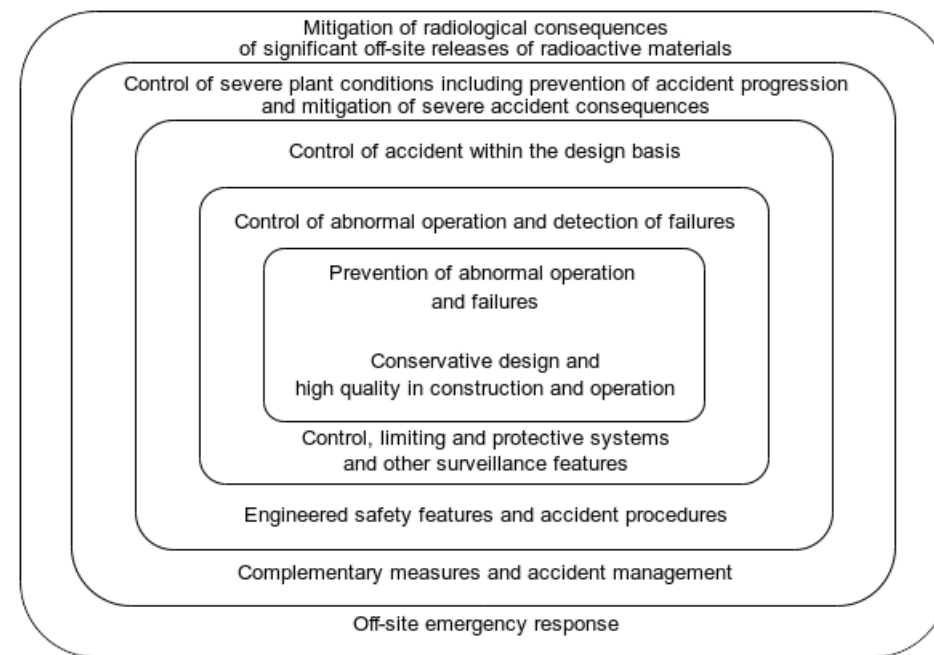 Mitigation of radiological consequences
of significant off-site releases of radioactive materials
Control of severe plant conditions including prevention of accident progression
and mitigation of severe accident consequences
Control of accident within the design basis
Control of abnormal operation and detection of failures
Prevention of abnormal operation
and failures
Conservative design and
high quality in construction and operation
Control, limiting and protective systems
and other surveillance features
Engineered safety features and accident procedures
Complementary measures and accident management
Off-site emergency response